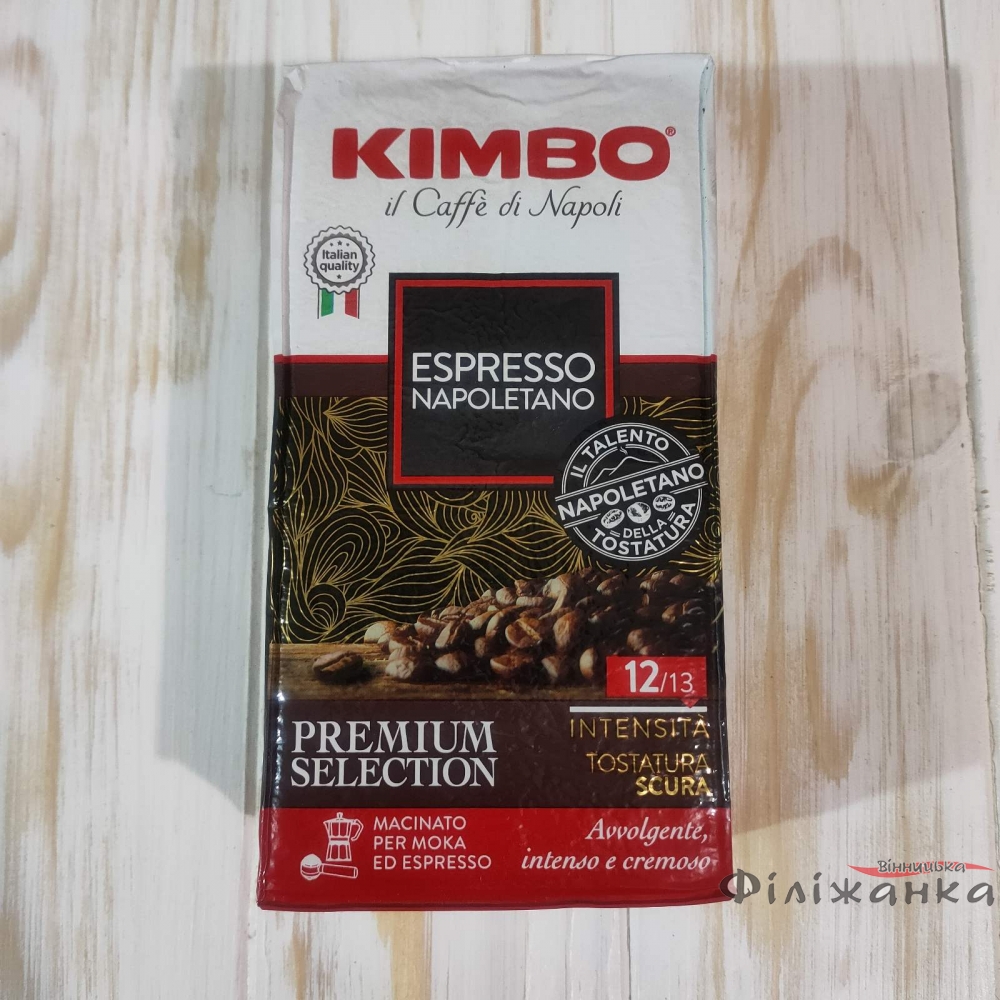 KIMBO®
il Caffè di Napoli
Italian
quality
ESPRESSO
NAPOLETANO
IL TALENTO
NAPOLETANO
DELLA
TOSTATURA
12/13
INTENSITÀ
TOSTATURA
SCURA
PREMIUM
SELECTION
MACINATO
PER MOKA
ED ESPRESSO
Avvolgente,
intenso e cremoso
Вінницька
Філіжанка